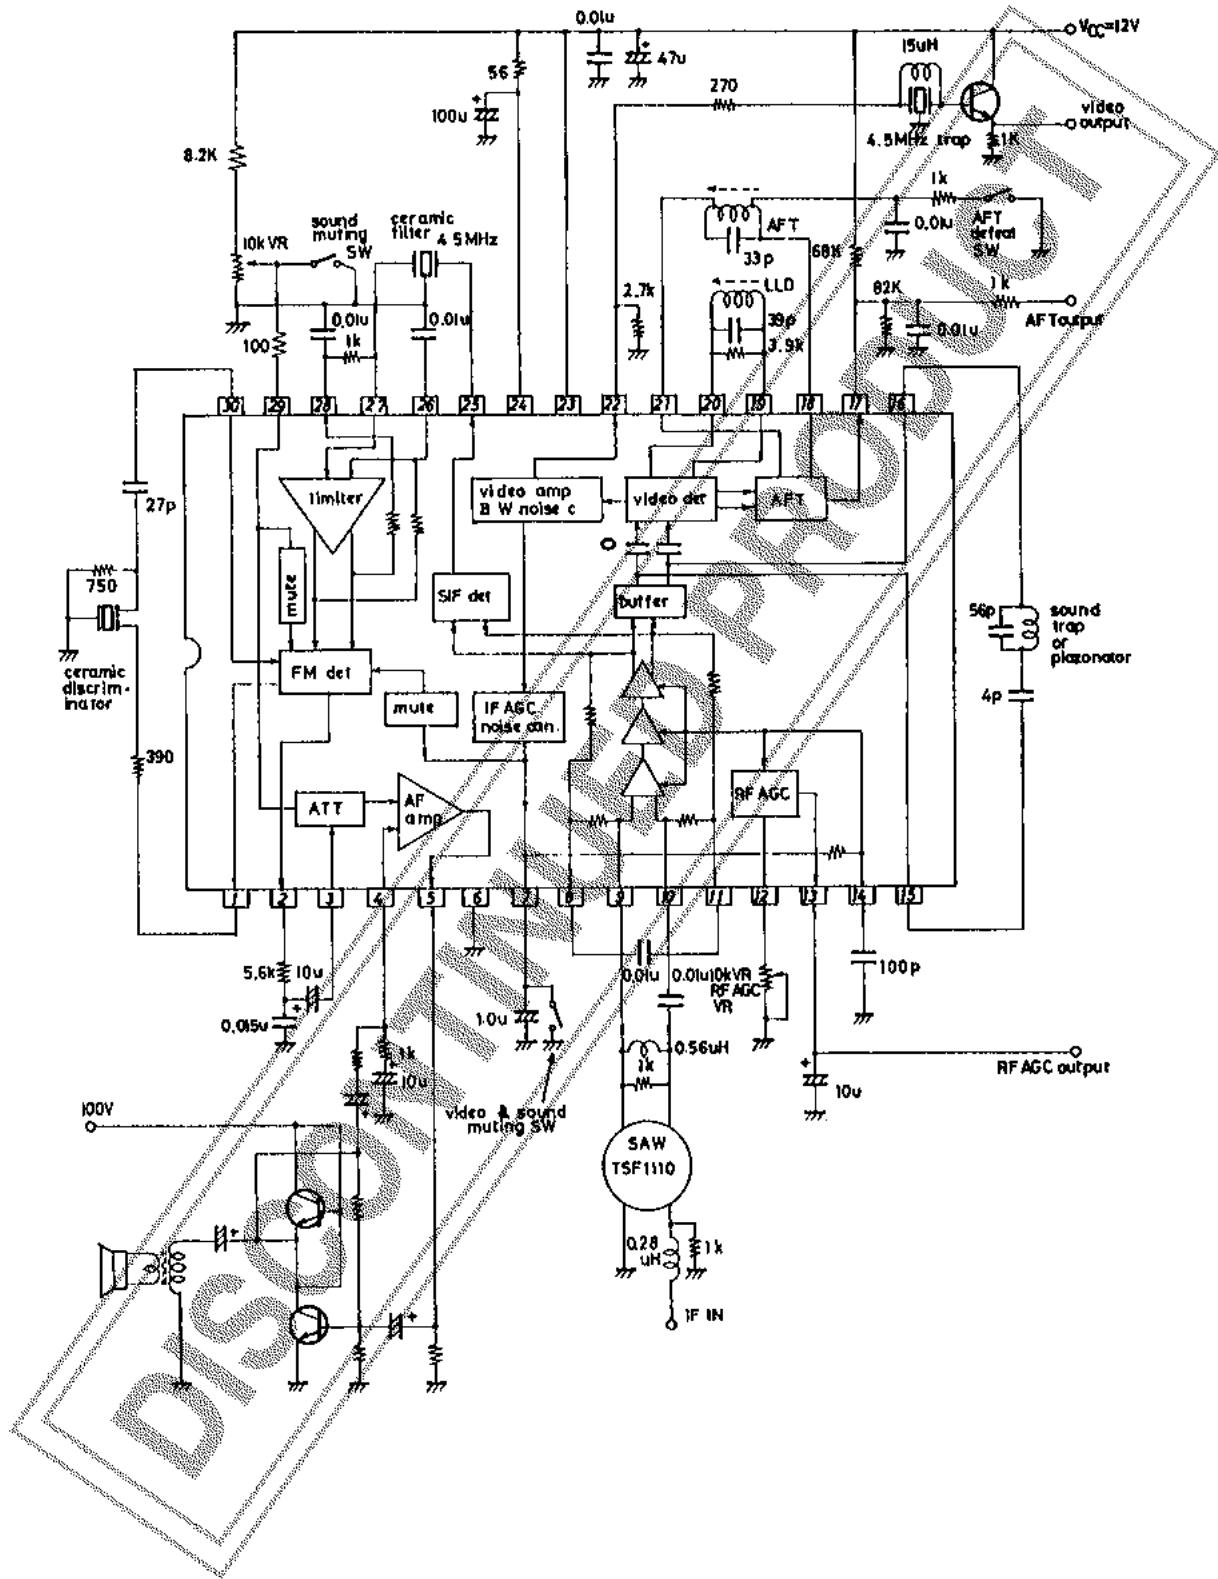 0.01u
VCC=12V
15uH
56
47u
270
100u
video
output
4.5MHz trap
1K
8.2K
1k
sound
muting
SW
ceramic
filter
4.5MHz
10kVR
AFT
33p
0.01u
AFT
defeat
SW
68K
LLD
2.7k
82K
1k
39p
AFT output
0.01u
0.01u
0.01u
100
1k
3.9k
30 29 28 27 26 25 24 23 22 21 20 19 18 17 16
limiter
video amp
B W noise c
video det
AFT
27p
750
mute
SIF det
buffer
56p
sound
trap
or
plazonator
ceramic
discrim-
inator
FM det
mute
IF AGC
noise can.
4p
390
RF AGC
ATT
AF
amp
1 2 3 4 5 6 7 8 9 10 11 12 13 14 15
5.6k
10u
0.01u
0.01u
10kVR
RF AGC
VR
100p
0.015u
1.0u
1k
10u
0.56uH
1k
RF AGC output
10u
100V
video & sound
muting SW
SAW
TSF1110
0.28
uH
1k
IF IN
DISCONTINUED PRODUCT